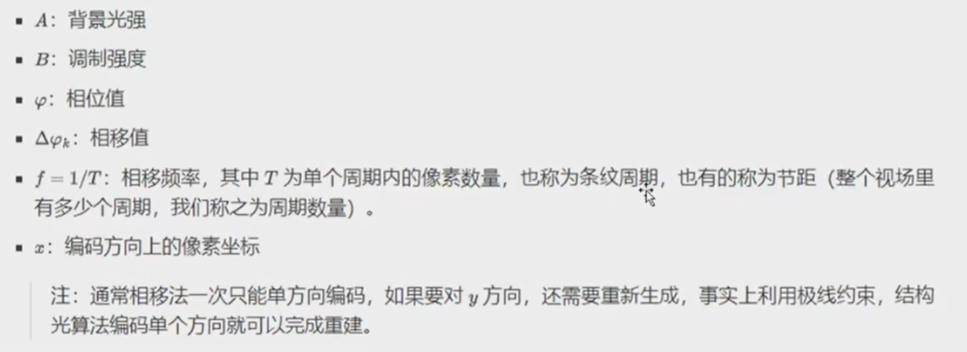 ▪ A：背景光强
▪ B：调制强度
▪ φ：相位值
▪ Δφₖ：相移值
▪ f = 1/T：相移频率，其中 T 为单个周期内的像素数量，也称为条纹周期，也有的称为节距（整个视场里
有多少个周期，我们称之为周期数量）。
▪ x：编码方向上的像素坐标
注：通常相移法一次只能单方向编码，如果要对 y 方向，还需要重新生成，事实上利用极线约束，结构
光算法编码单个方向就可以完成重建。